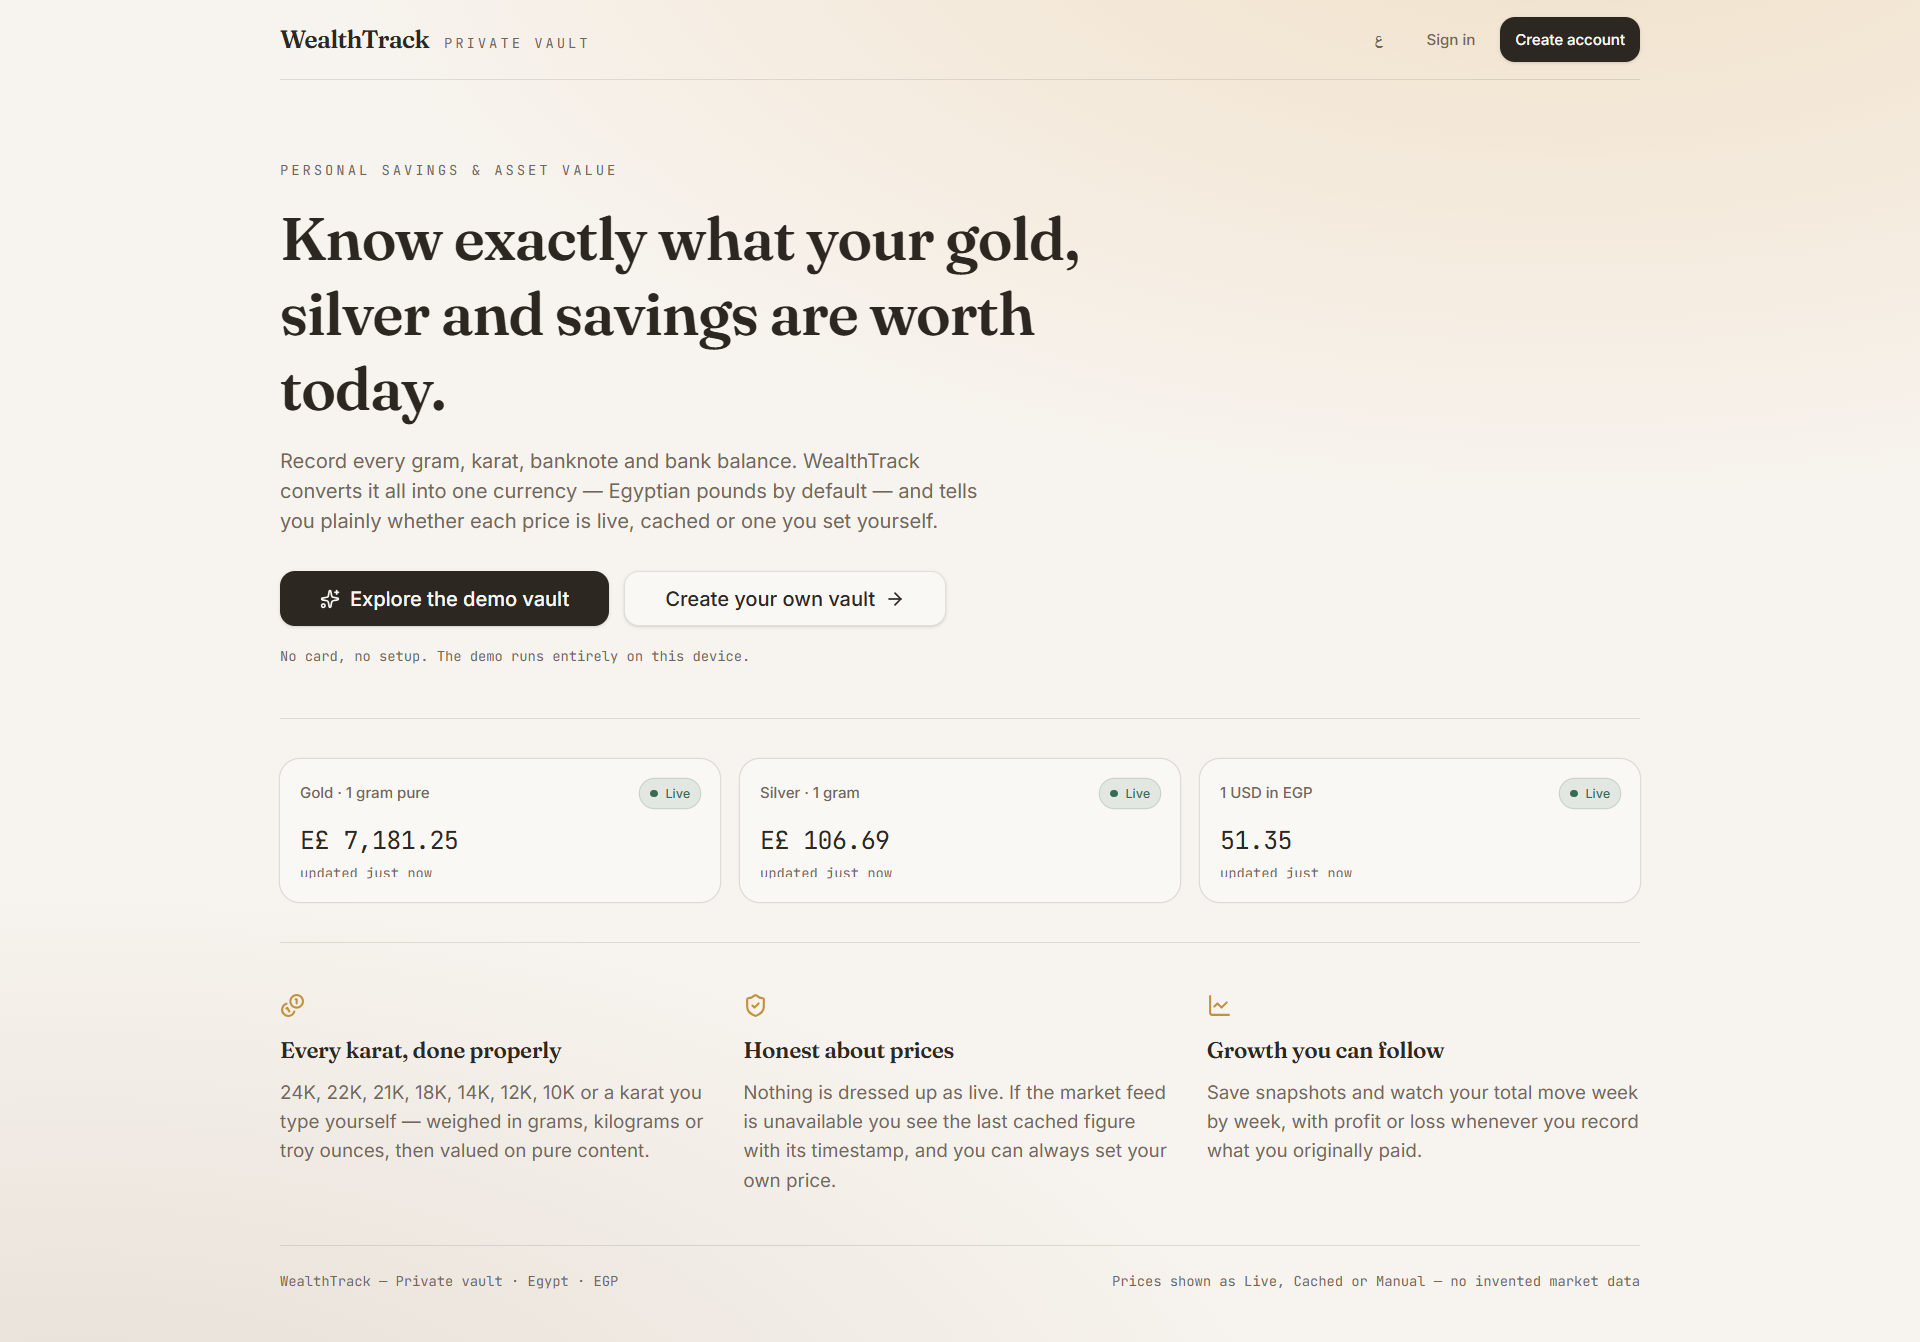 WealthTrack PRIVATE VAULT
ع Sign in Create account
PERSONAL SAVINGS & ASSET VALUE
Know exactly what your gold,
silver and savings are worth
today.
Record every gram, karat, banknote and bank balance. WealthTrack
converts it all into one currency — Egyptian pounds by default — and tells
you plainly whether each price is live, cached or one you set yourself.
Explore the demo vault
Create your own vault →
No card, no setup. The demo runs entirely on this device.
Gold · 1 gram pure Live
E£ 7,181.25
updated just now
Silver · 1 gram Live
E£ 106.69
updated just now
1 USD in EGP Live
51.35
updated just now
Every karat, done properly
24K, 22K, 21K, 18K, 14K, 12K, 10K or a karat you
type yourself — weighed in grams, kilograms or
troy ounces, then valued on pure content.
Honest about prices
Nothing is dressed up as live. If the market feed
is unavailable you see the last cached figure
with its timestamp, and you can always set your
own price.
Growth you can follow
Save snapshots and watch your total move week
by week, with profit or loss whenever you record
what you originally paid.
WealthTrack — Private vault · Egypt · EGP
Prices shown as Live, Cached or Manual — no invented market data